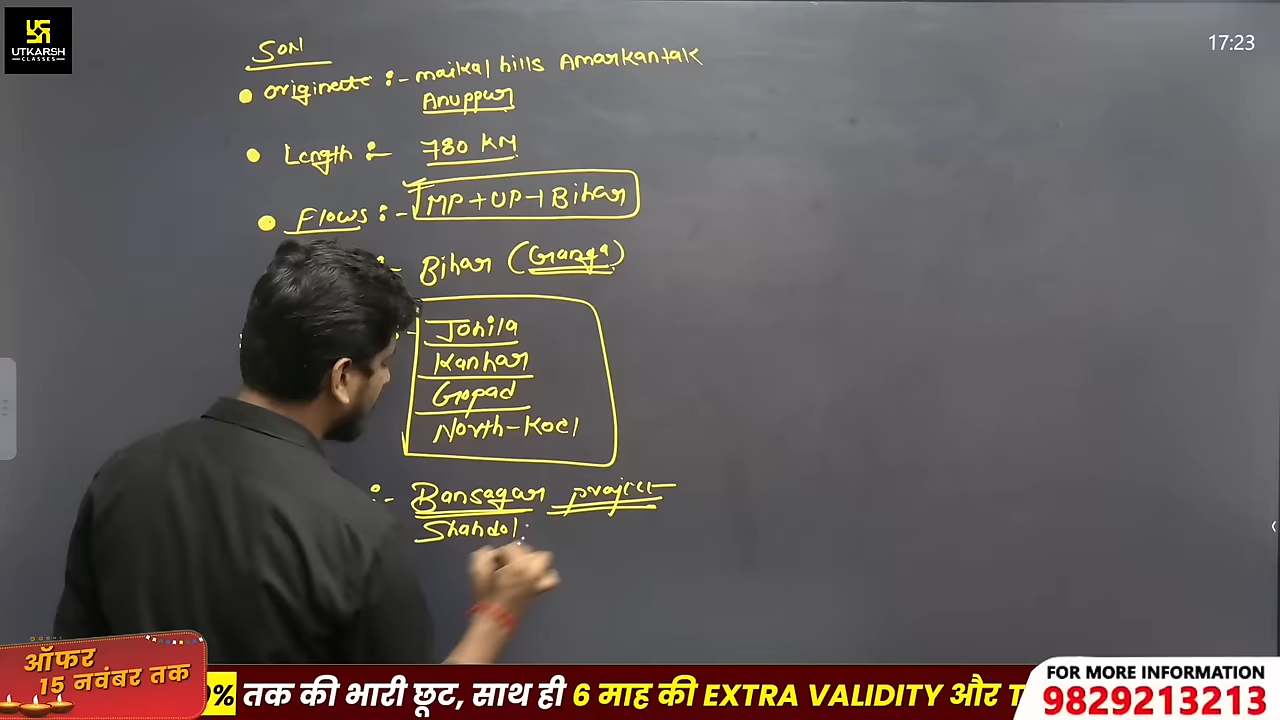 UTKARSH
CLASSES
17:23
SON
originate :- maikal hills Amarkantak
Anuppur
Length :- 780 KM
Flows :- MP + UP + Bihar
:- Bihar (Ganga)
:- Johila
Kanhar
Gopad
North-Koel
:- Bansagar project
Shahdol
ऑफर
15 नवंबर तक
% तक की भारी छूट, साथ ही 6 माह की EXTRA VALIDITY और T
FOR MORE INFORMATION
9829213213